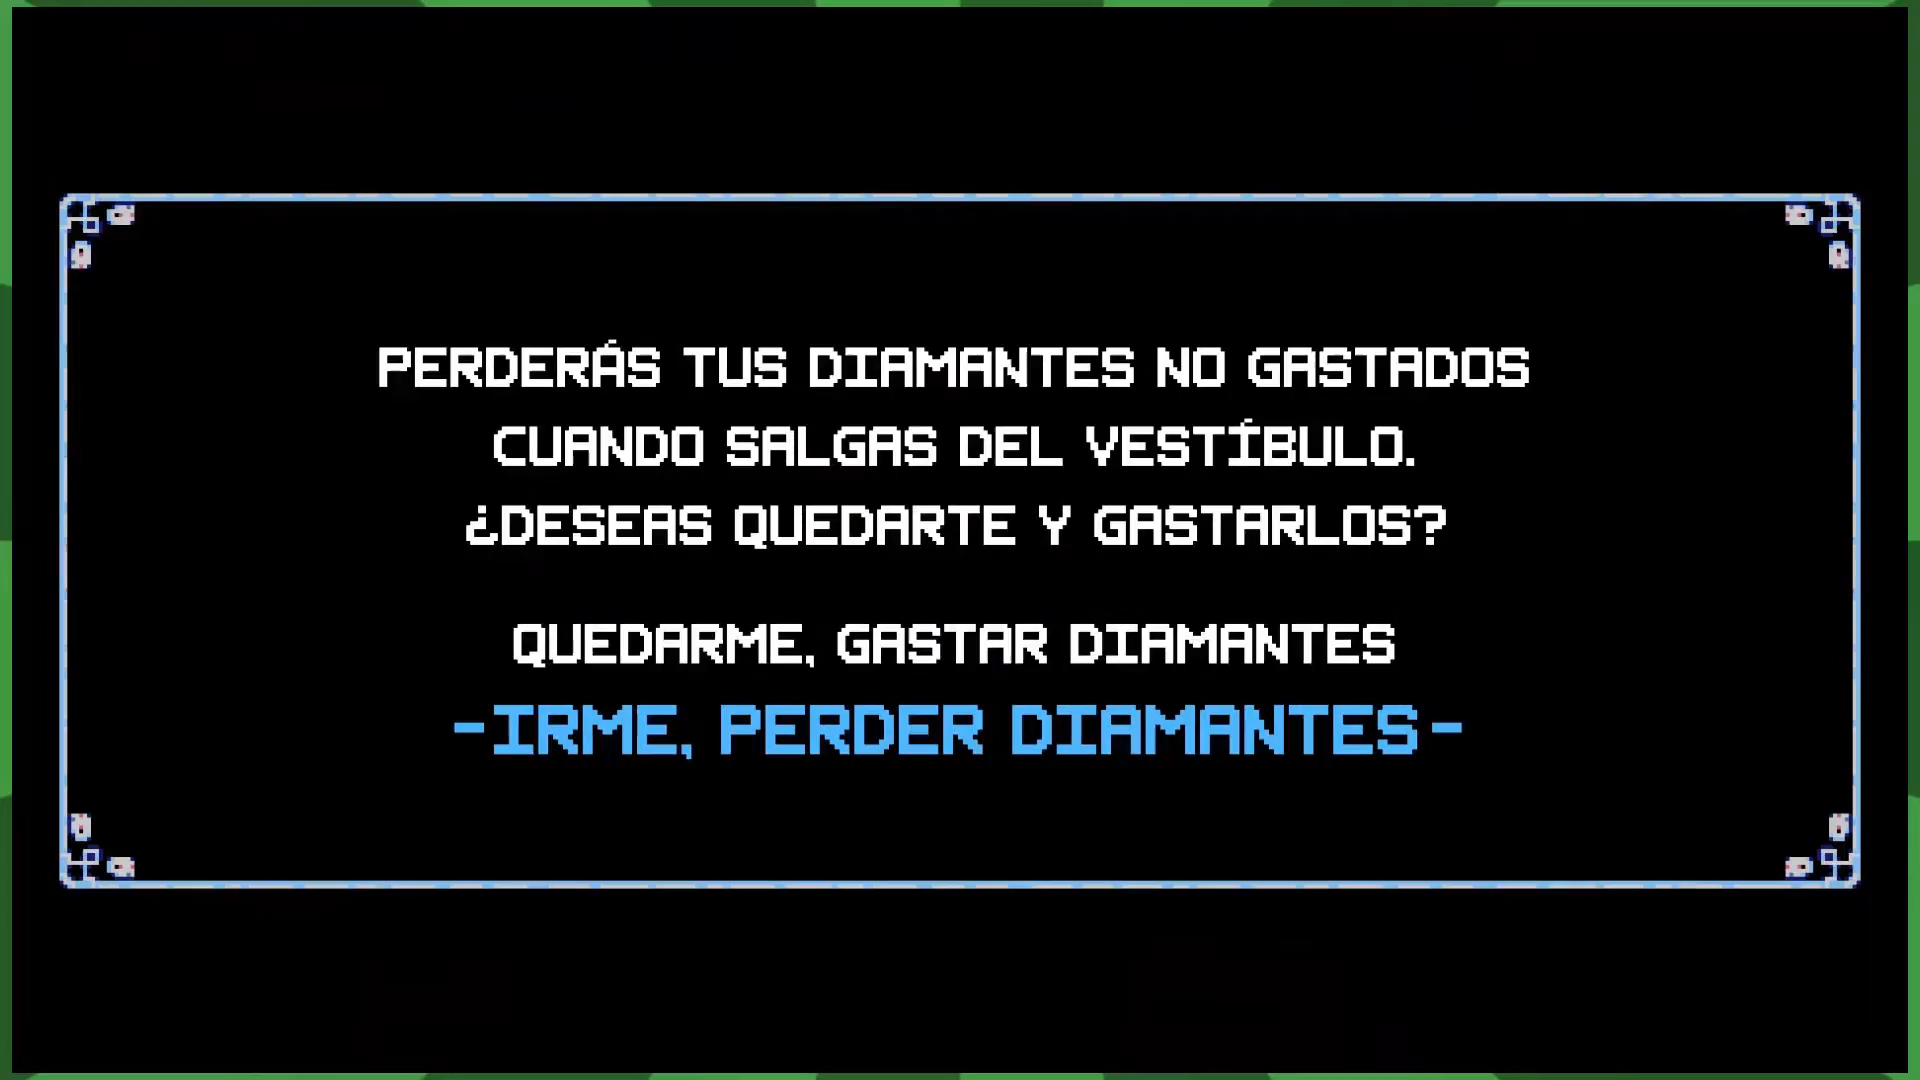 PERDERÁS TUS DIAMANTES NO GASTADOS
CUANDO SALGAS DEL VESTÍBULO.
¿DESEAS QUEDARTE Y GASTARLOS?
QUEDARME, GASTAR DIAMANTES
-IRME, PERDER DIAMANTES-